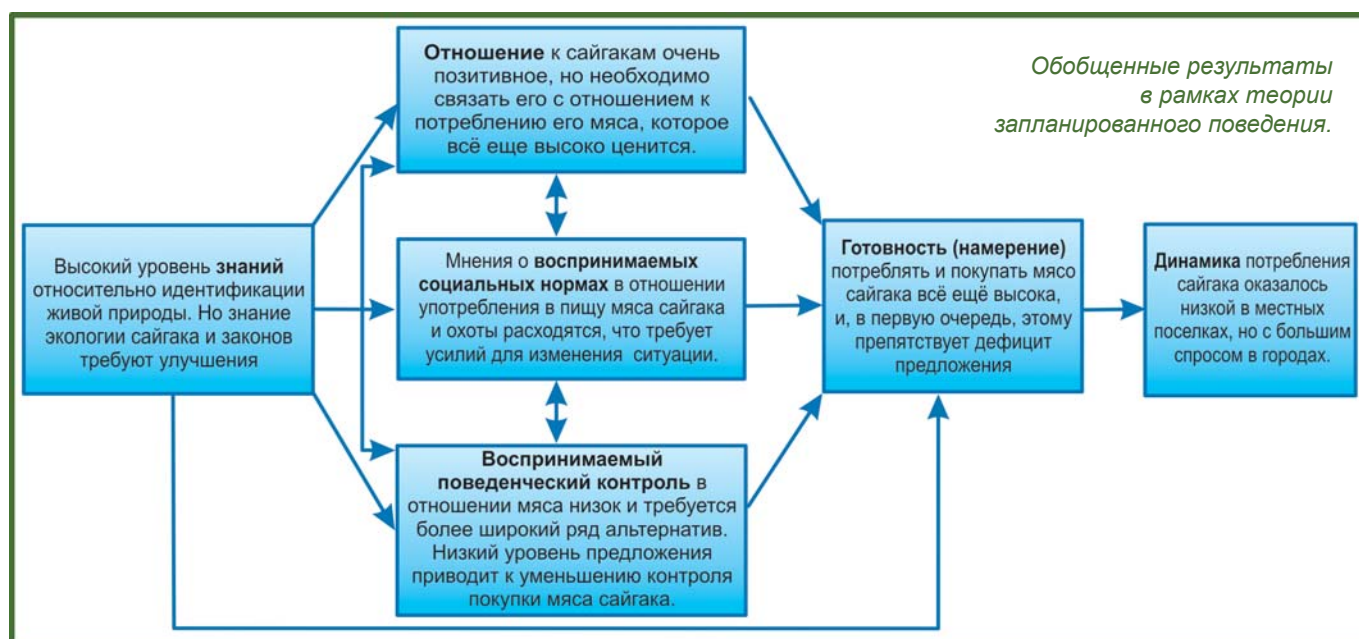 Обобщенные результаты
в рамках теории
запланированного поведения.
Высокий уровень знаний
относительно идентификации
живой природы. Но знание
экологии сайгака и законов
требуют улучшения
Отношение к сайгакам очень
позитивное, но необходимо
связать его с отношением к
потреблению его мяса, которое
всё еще высоко ценится.
Мнения о воспринимаемых
социальных нормах в отношении
употребления в пищу мяса сайгака
и охоты расходятся, что требует
усилий для изменения ситуации.
Воспринимаемый
поведенческий контроль в
отношении мяса низок и требуется
более широкий ряд альтернатив.
Низкий уровень предложения
приводит к уменьшению контроля
покупки мяса сайгака.
Готовность (намерение)
потреблять и покупать мясо
сайгака всё ещё высока,
и, в первую очередь, этому
препятствует дефицит
предложения
Динамика потребления
сайгака оказалось
низкой в местных
поселках, но с большим
спросом в городах.